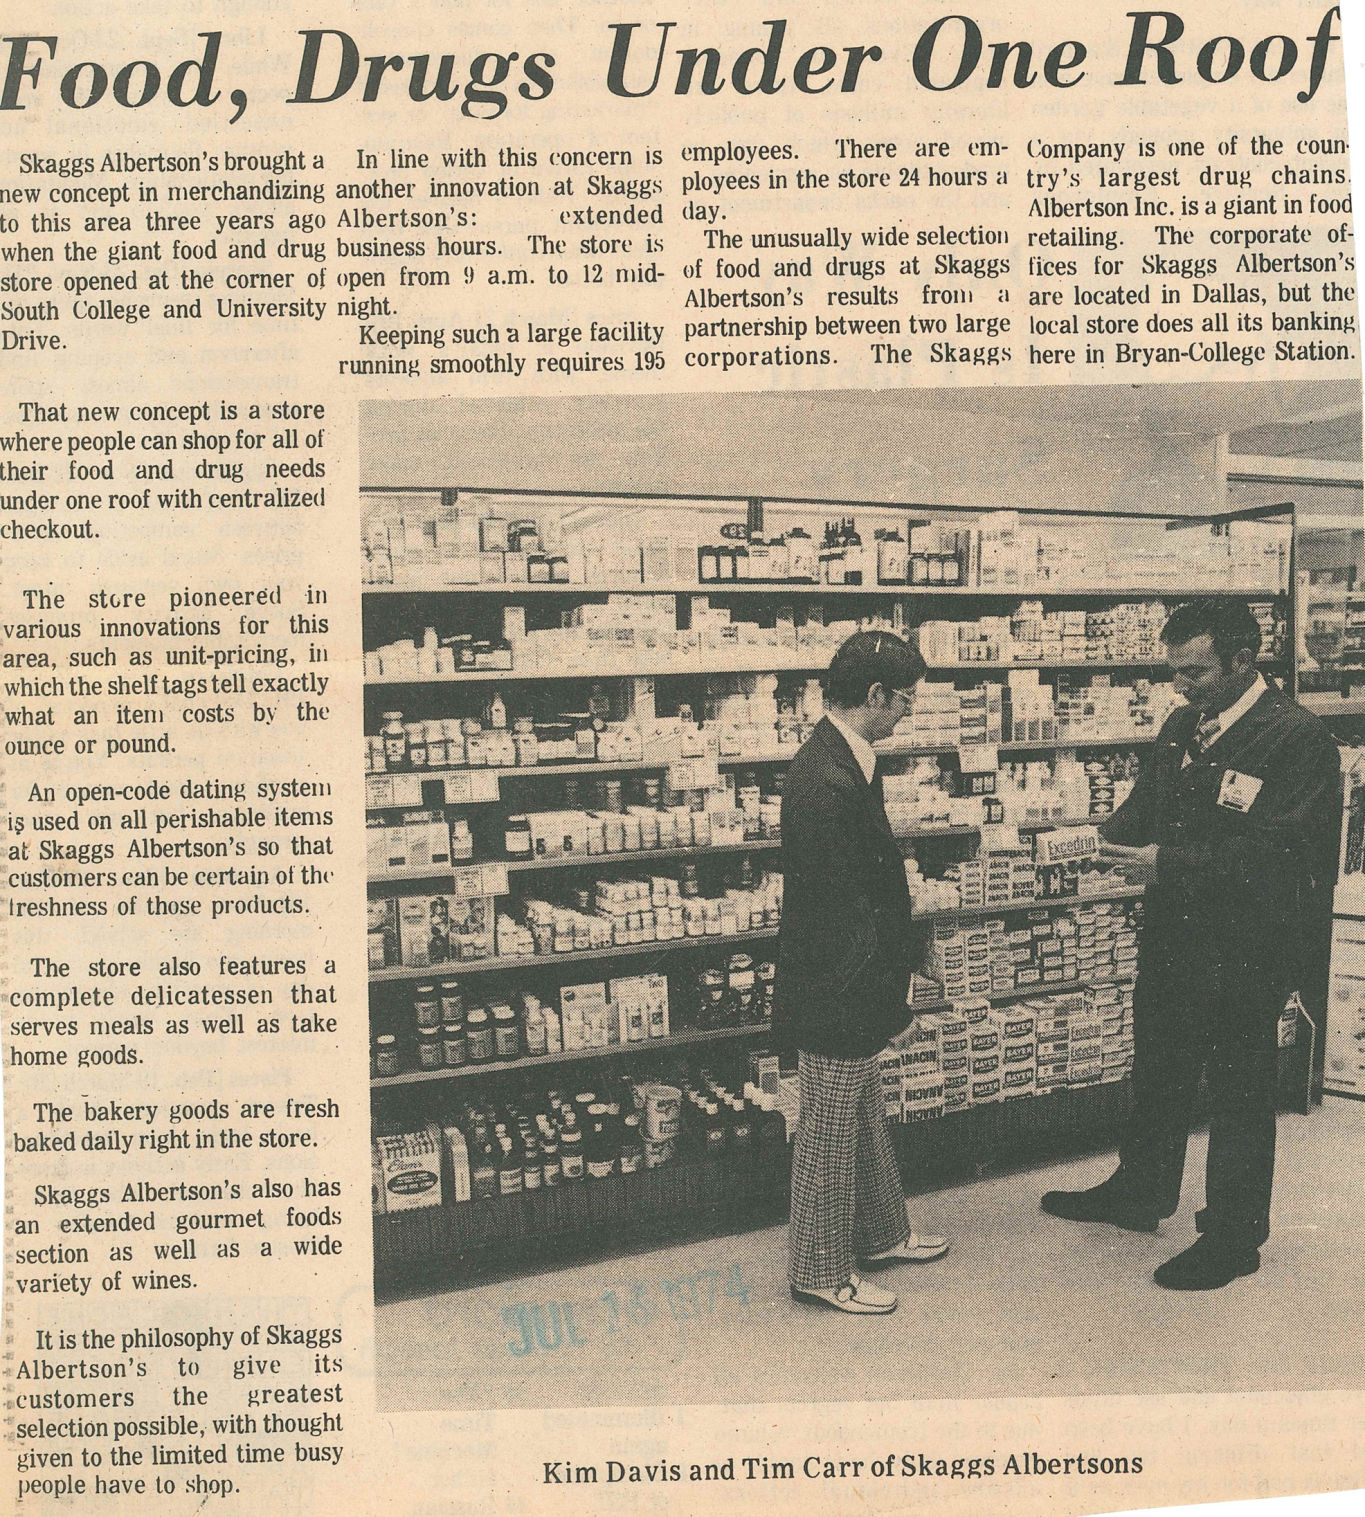 Food, Drugs Under One Roof
Skaggs Albertson's brought a
new concept in merchandizing
to this area three years ago
when the giant food and drug
store opened at the corner of
South College and University
Drive.
That new concept is a store
where people can shop for all of
their food and drug needs
under one roof with centralized
checkout.
The store pioneered in
various innovations for this
area, such as unit-pricing, in
which the shelf tags tell exactly
what an item costs by the
ounce or pound.
An open-code dating system
is used on all perishable items
at Skaggs Albertson's so that
customers can be certain of the
freshness of those products.
The store also features a
complete delicatessen that
serves meals as well as take
home goods.
The bakery goods are fresh
baked daily right in the store.
Skaggs Albertson's also has
an extended gourmet foods
section as well as a wide
variety of wines.
It is the philosophy of Skaggs
Albertson's to give its
customers the greatest
selection possible, with thought
given to the limited time busy
people have to shop.
In line with this concern is
another innovation at Skaggs
Albertson's: extended
business hours. The store is
open from 9 a.m. to 12 mid-
night.
Keeping such a large facility
running smoothly requires 195
employees. There are em-
ployees in the store 24 hours a
day.
The unusually wide selection
of food and drugs at Skaggs
Albertson's results from a
partnership between two large
corporations. The Skaggs
Company is one of the coun-
try's largest drug chains.
Albertson Inc. is a giant in food
retailing. The corporate of-
fices for Skaggs Albertson's
are located in Dallas, but the
local store does all its banking
here in Bryan-College Station.
Excedrin
ANACIN
BAYER
BAYER
BAYER
Excedrin
ANACIN
JUL 1974
Kim Davis and Tim Carr of Skaggs Albertsons